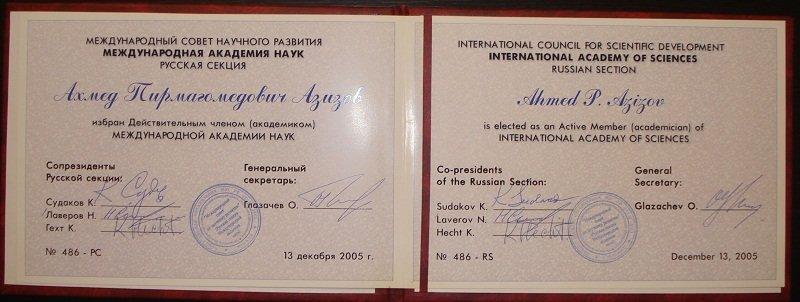 МЕЖДУНАРОДНЫЙ СОВЕТ НАУЧНОГО РАЗВИТИЯ
МЕЖДУНАРОДНАЯ АКАДЕМИЯ НАУК
РУССКАЯ СЕКЦИЯ
Ахмед Пирмагомедович Азизов
избран Действительным членом (академиком)
МЕЖДУНАРОДНОЙ АКАДЕМИИ НАУК
Сопрезиденты
Русской секции:
Генеральный
секретарь:
Судаков К.
Лаверов Н.
Гехт К.
Глазачев О.
№ 486 - РС
13 декабря 2005 г.
INTERNATIONAL COUNCIL FOR SCIENTIFIC DEVELOPMENT
INTERNATIONAL ACADEMY OF SCIENCES
RUSSIAN SECTION
Ahmed P. Azizov
is elected as an Active Member (academician) of
INTERNATIONAL ACADEMY OF SCIENCES
Co-presidents
of the Russian Section:
General
Secretary:
Sudakov K.
Laverov N.
Hecht K.
Glazachev O.
№ 486 - RS
December 13, 2005